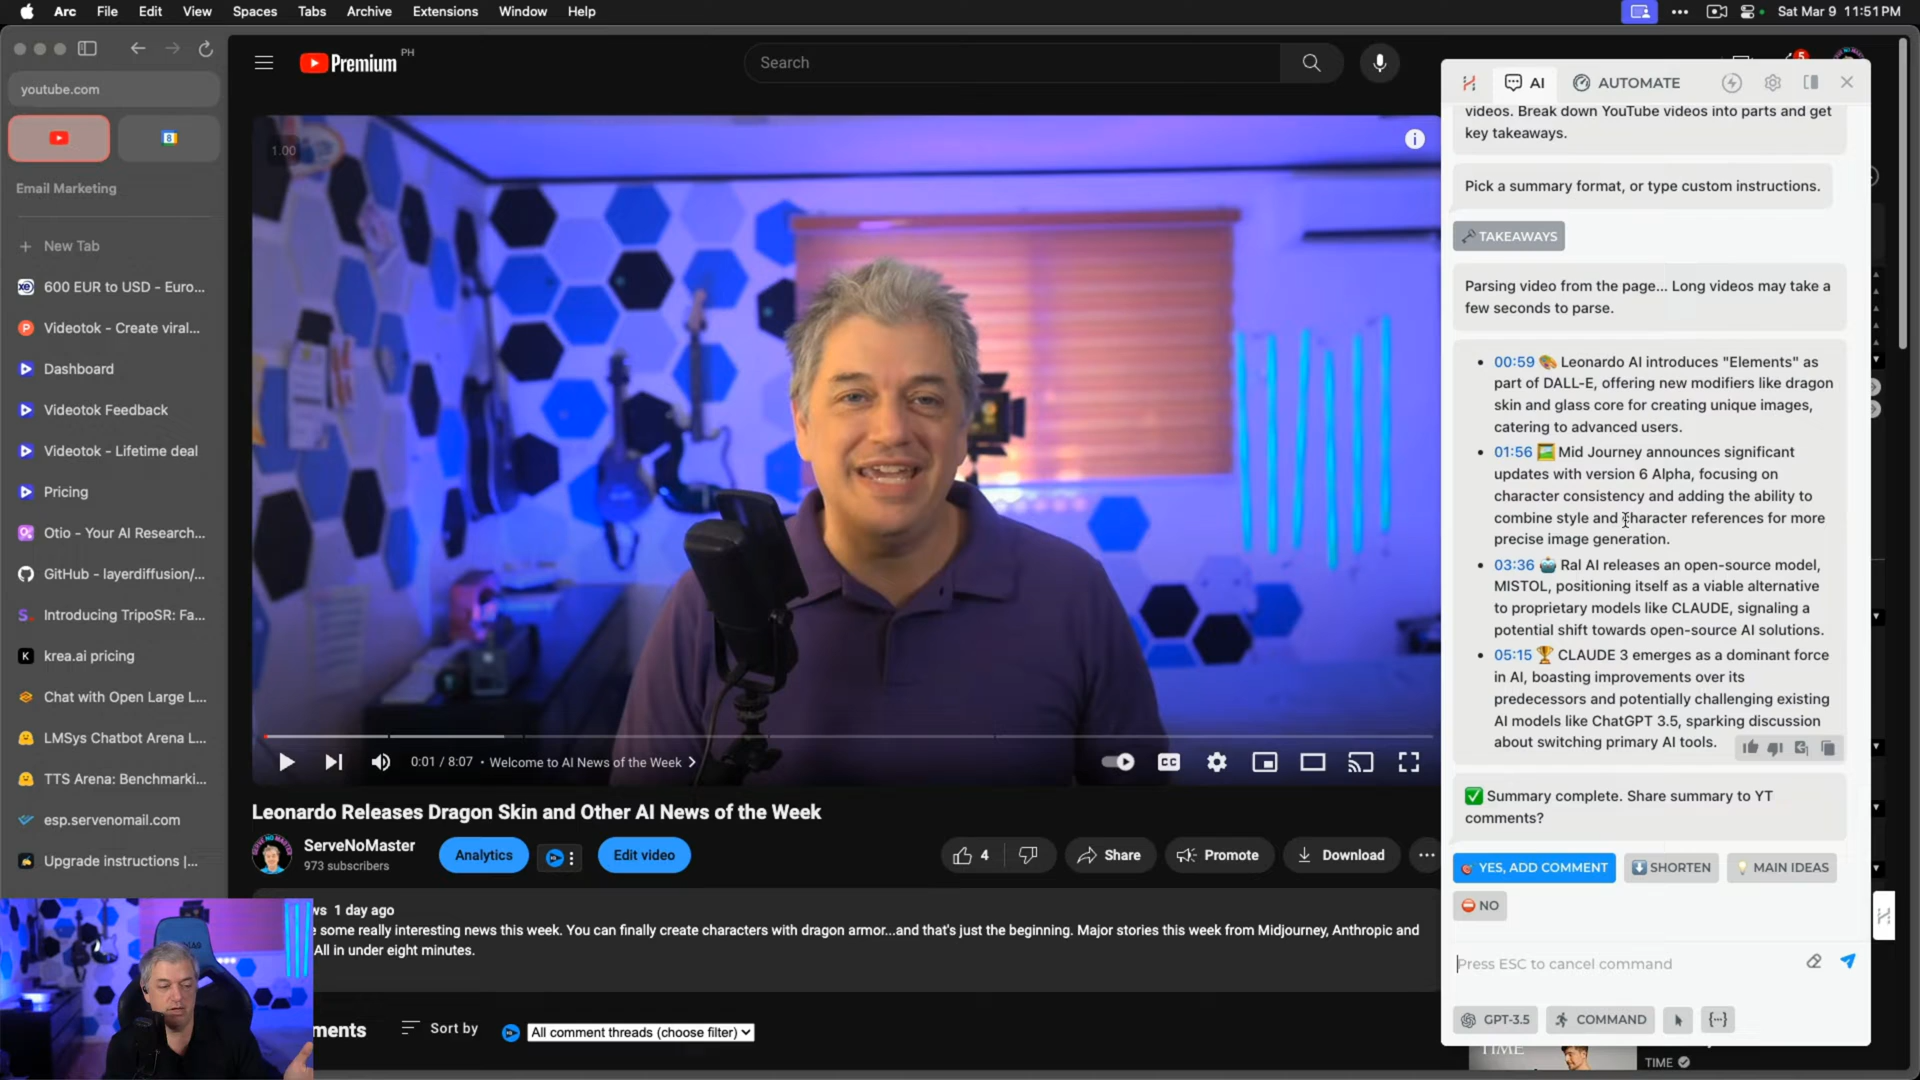 Arc File Edit View Spaces Tabs Archive Extensions Window Help
Sat Mar 9 11:51PM
youtube.com
Email Marketing
New Tab
600 EUR to USD - Euro...
Videotok - Create viral...
Dashboard
Videotok Feedback
Videotok - Lifetime deal
Pricing
Otio - Your AI Research...
GitHub - layerdiffusion/...
Introducing TripoSR: Fa...
krea.ai pricing
Chat with Open Large L...
LMSys Chatbot Arena L...
TTS Arena: Benchmarki...
esp.servenomail.com
Upgrade instructions |...
Premium PH
Search
5
1.00
0:01 / 8:07 • Welcome to AI News of the Week
CC
Leonardo Releases Dragon Skin and Other AI News of the Week
ServeNoMaster
973 subscribers
Analytics
Edit video
4
Share
Promote
Download
ws 1 day ago
e some really interesting news this week. You can finally create characters with dragon armor...and that's just the beginning. Major stories this week from Midjourney, Anthropic and
All in under eight minutes.
ments
Sort by
All comment threads (choose filter)
AI
AUTOMATE
videos. Break down YouTube videos into parts and get
key takeaways.
Pick a summary format, or type custom instructions.
TAKEAWAYS
Parsing video from the page... Long videos may take a
few seconds to parse.
• 00:59 🎨 Leonardo AI introduces "Elements" as
part of DALL-E, offering new modifiers like dragon
skin and glass core for creating unique images,
catering to advanced users.
• 01:56 🖼️ Mid Journey announces significant
updates with version 6 Alpha, focusing on
character consistency and adding the ability to
combine style and character references for more
precise image generation.
• 03:36 🤖 Ral AI releases an open-source model,
MISTOL, positioning itself as a viable alternative
to proprietary models like CLAUDE, signaling a
potential shift towards open-source AI solutions.
• 05:15 🏆 CLAUDE 3 emerges as a dominant force
in AI, boasting improvements over its
predecessors and potentially challenging existing
AI models like ChatGPT 3.5, sparking discussion
about switching primary AI tools.
✅ Summary complete. Share summary to YT
comments?
YES, ADD COMMENT
SHORTEN
MAIN IDEAS
NO
Press ESC to cancel command
GPT-3.5
COMMAND
TIME
TIME